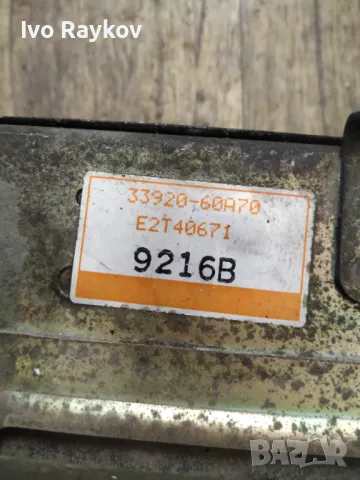 Ivo Raykov
33920-60A70
E2T40671
9216B
BAZAR